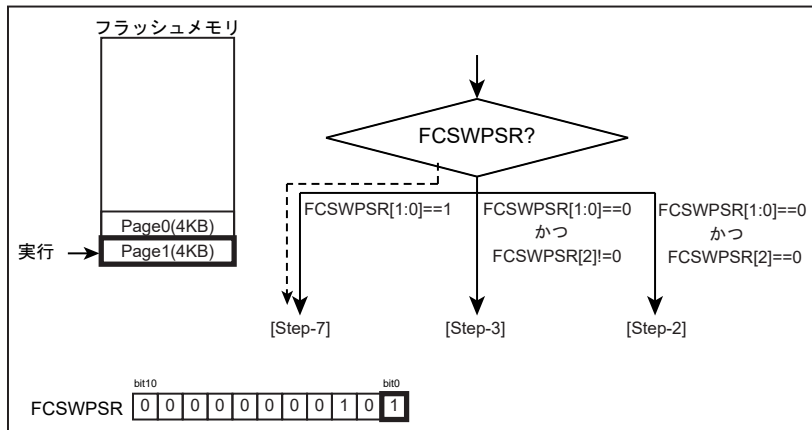 フラッシュメモリ
Page0(4KB)
実行
Page1(4KB)
FCSWPSR?
FCSWPSR[1:0]==1
FCSWPSR[1:0]==0
かつ
FCSWPSR[2]!=0
FCSWPSR[1:0]==0
かつ
FCSWPSR[2]==0
[Step-7]
[Step-3]
[Step-2]
bit10
bit0
FCSWPSR 0 0 0 0 0 0 0 0 1 0 1